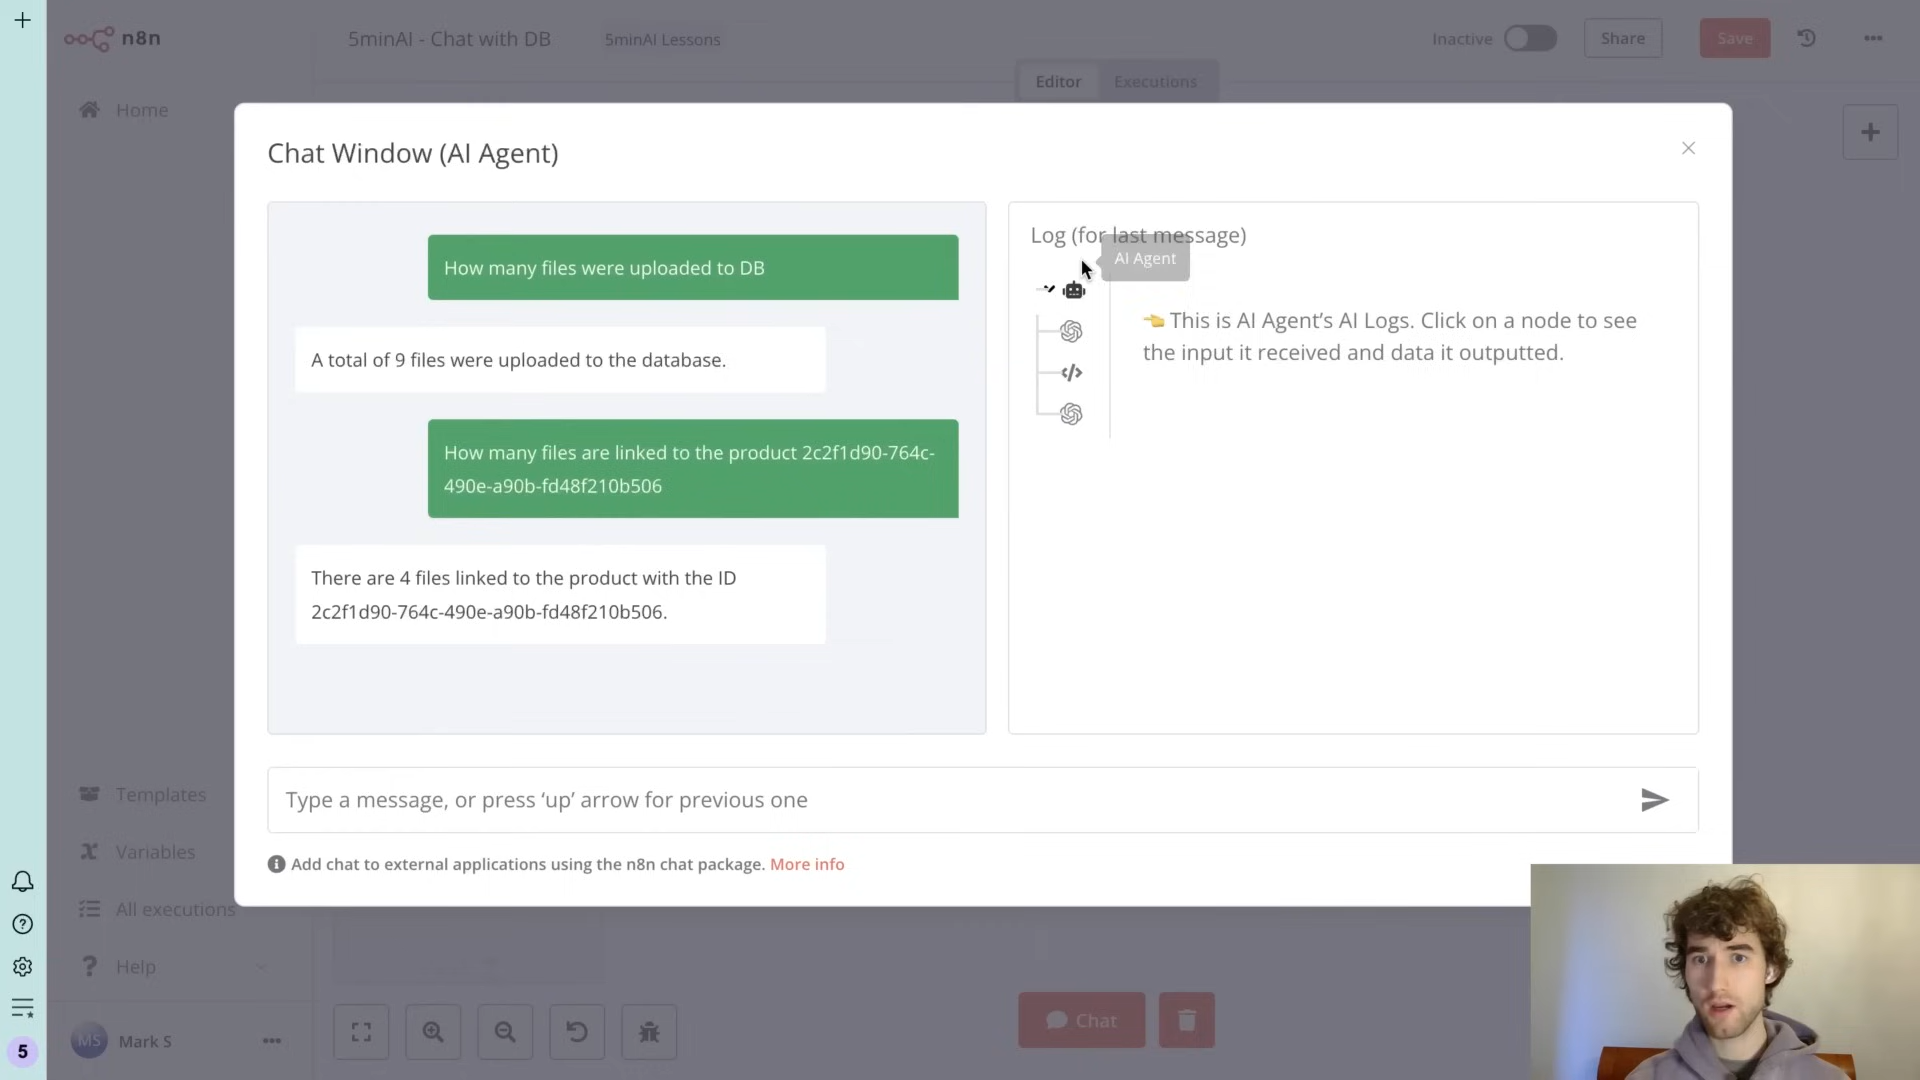 n8n
5minAI - Chat with DB
5minAI Lessons
Inactive
Share
Save
Editor
Executions
Home
Chat Window (AI Agent)
How many files were uploaded to DB
A total of 9 files were uploaded to the database.
How many files are linked to the product 2c2f1d90-764c-
490e-a90b-fd48f210b506
There are 4 files linked to the product with the ID
2c2f1d90-764c-490e-a90b-fd48f210b506.
Log (for last message)
AI Agent
👈 This is AI Agent’s AI Logs. Click on a node to see
the input it received and data it outputted.
Type a message, or press ‘up’ arrow for previous one
Add chat to external applications using the n8n chat package. More info
Templates
Variables
All executions
Help
MS
Mark S
5
Chat